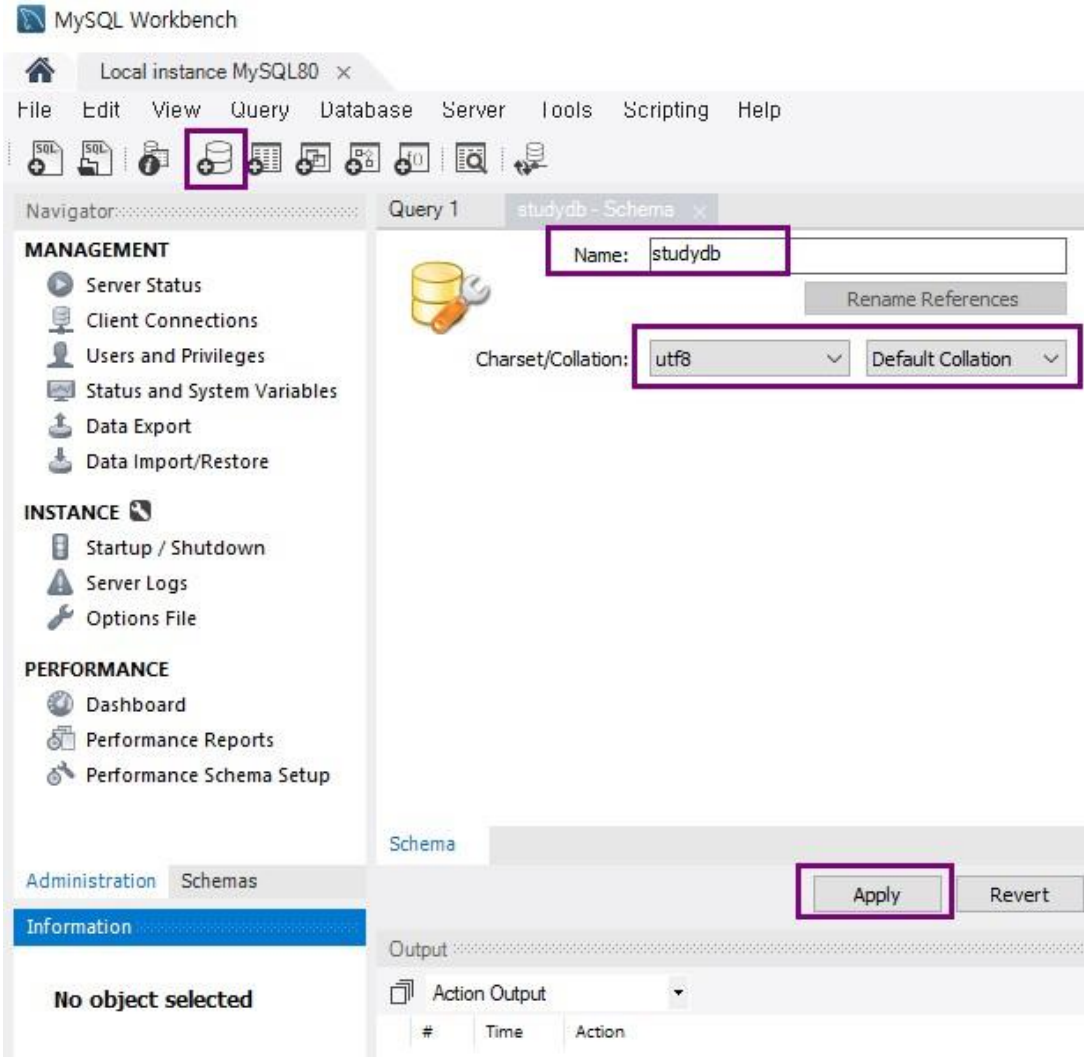 MySQL Workbench
Local instance MySQL80 ×
File Edit View Query Database Server Tools Scripting Help
SQL SQL
Navigator
Query 1 studydb - Schema ×
MANAGEMENT
Server Status
Client Connections
Users and Privileges
Status and System Variables
Data Export
Data Import/Restore
INSTANCE
Startup / Shutdown
Server Logs
Options File
PERFORMANCE
Dashboard
Performance Reports
Performance Schema Setup
Administration Schemas
Information
No object selected
Name: studydb
Rename References
Charset/Collation: utf8 Default Collation
Schema
Apply Revert
Output
Action Output
# Time Action